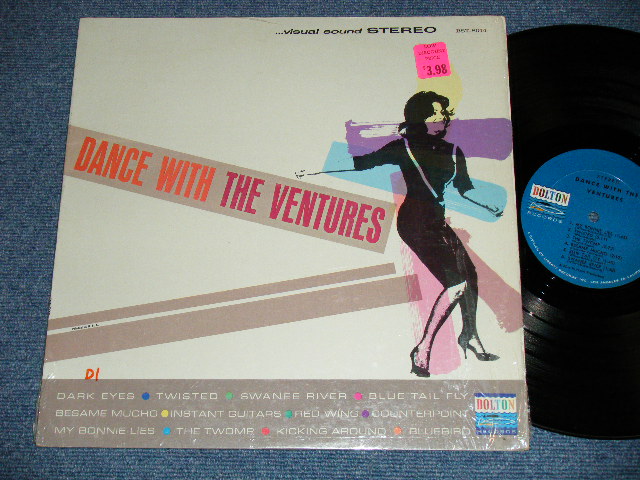 ...visual sound STEREO
BST-8014
$3.98
DANCE WITH THE VENTURES
D!
DARK EYES • TWISTED • SWANEE RIVER • BLUE TAIL FLY
BESAME MUCHO • INSTANT GUITARS • RED WING • COUNTERPOINT
MY BONNIE LIES • THE TWOMP • KICKING AROUND • BLUEBIRD
DOLTON
DOLTON
RECORDS
DANCE WITH THE
VENTURES